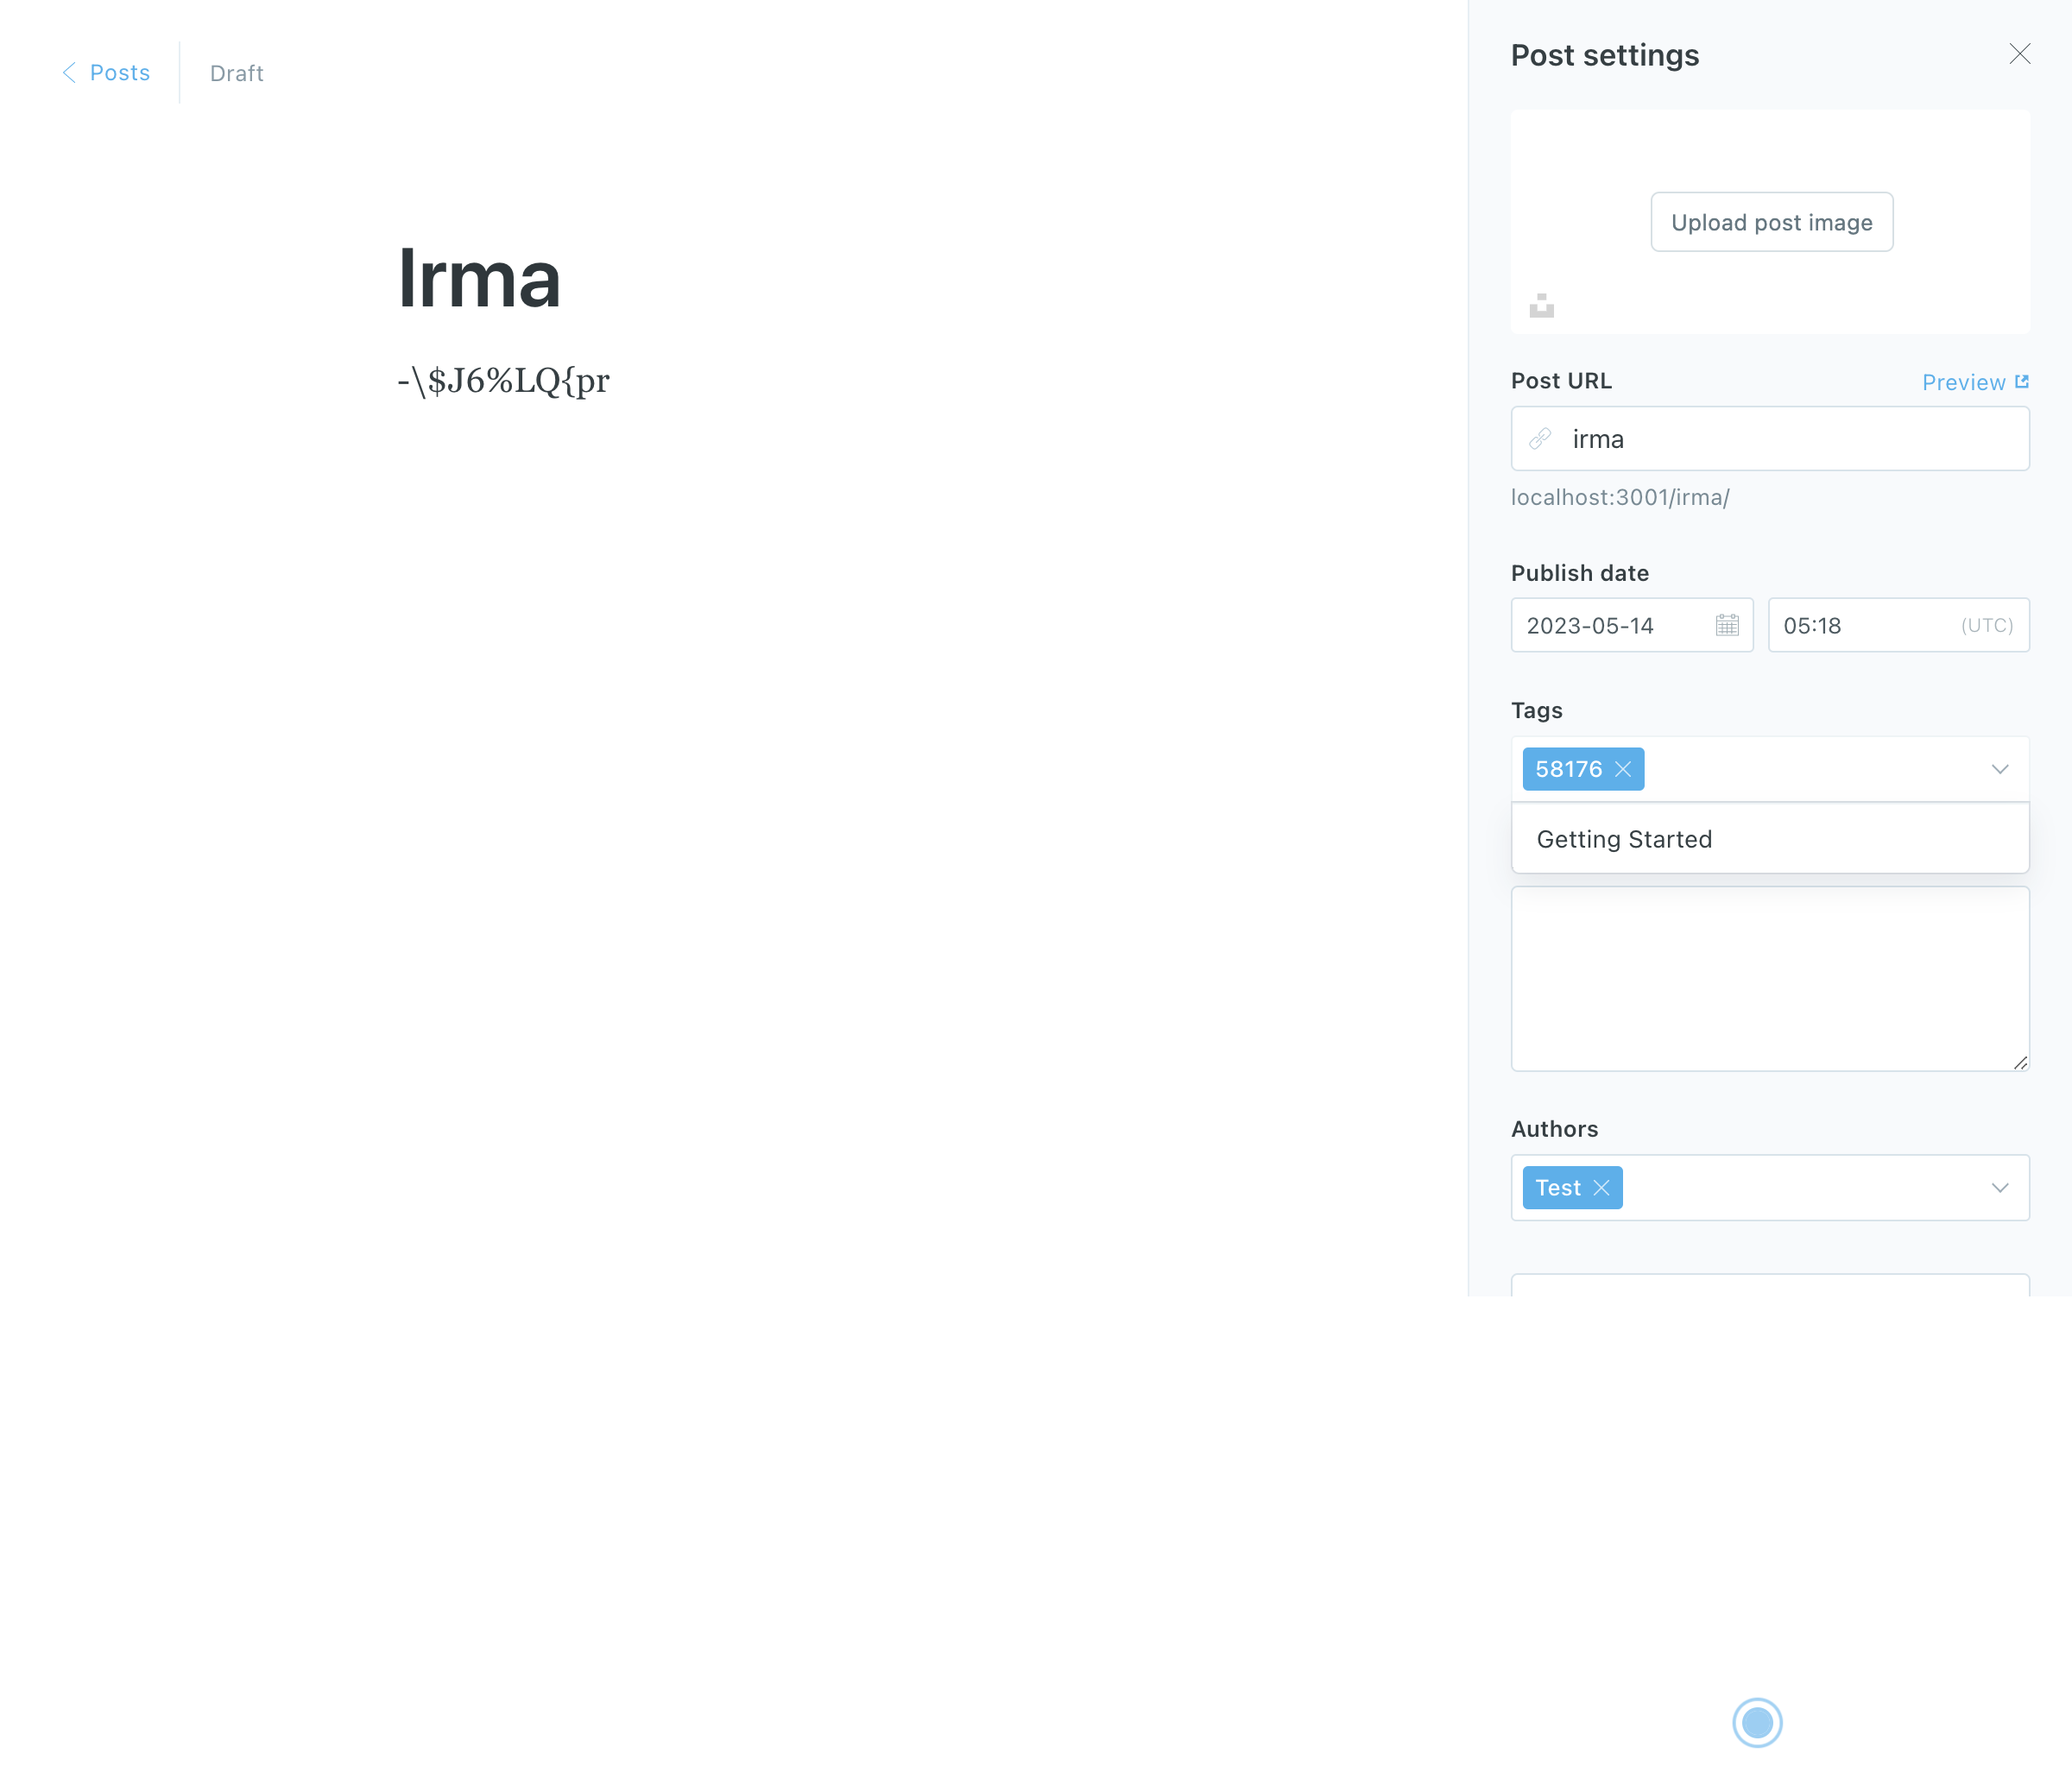 Posts
Draft
Irma
-\$J6%LQ{pr
Post settings
Upload post image
Post URL
Preview
irma
localhost:3001/irma/
Publish date
2023-05-14
05:18
(UTC)
Tags
58176
Getting Started
Authors
Test